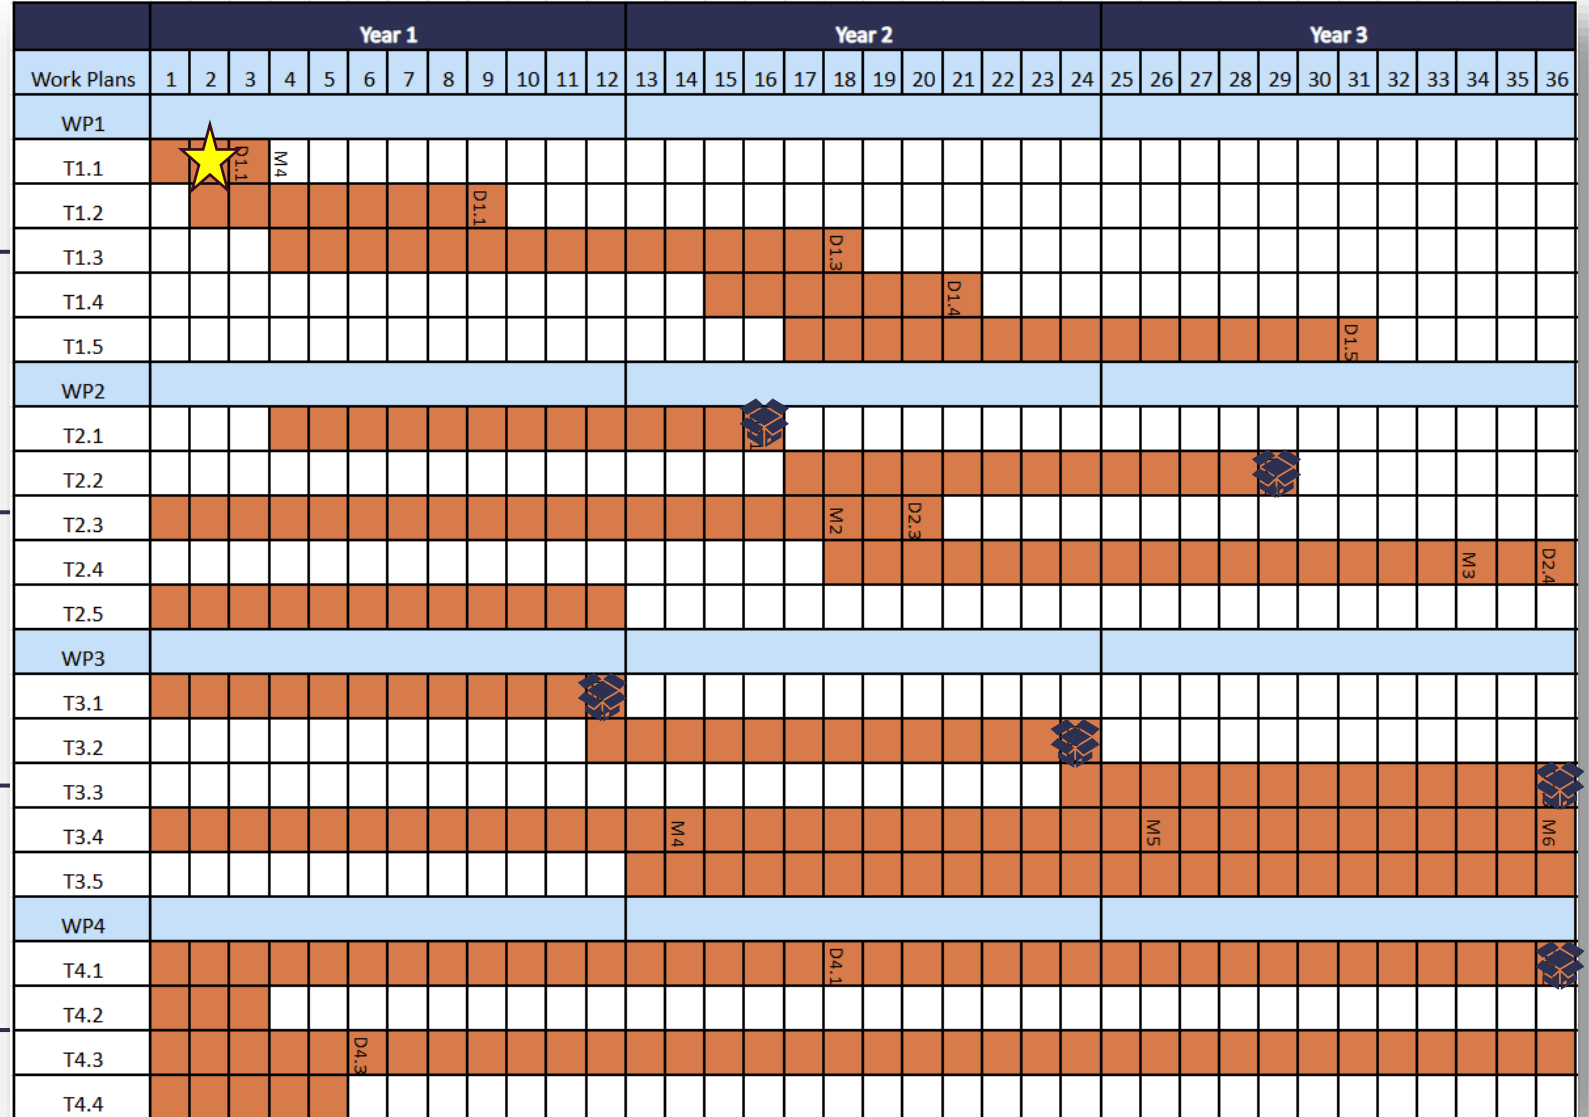 Year 1 Year 2 Year 3
Work Plans 1 2 3 4 5 6 7 8 9 10 11 12 13 14 15 16 17 18 19 20 21 22 23 24 25 26 27 28 29 30 31 32 33 34 35 36
WP1
T1.1 D1.1 M4
T1.2 D1.1
T1.3 D1.3
T1.4 D1.4
T1.5 D1.5
WP2
T2.1
T2.2
T2.3 M2 D2.3
T2.4 M3 D2.4
T2.5
WP3
T3.1
T3.2
T3.3
T3.4 M4 M5 M6
T3.5
WP4
T4.1 D4.1
T4.2
T4.3 D4.3
T4.4